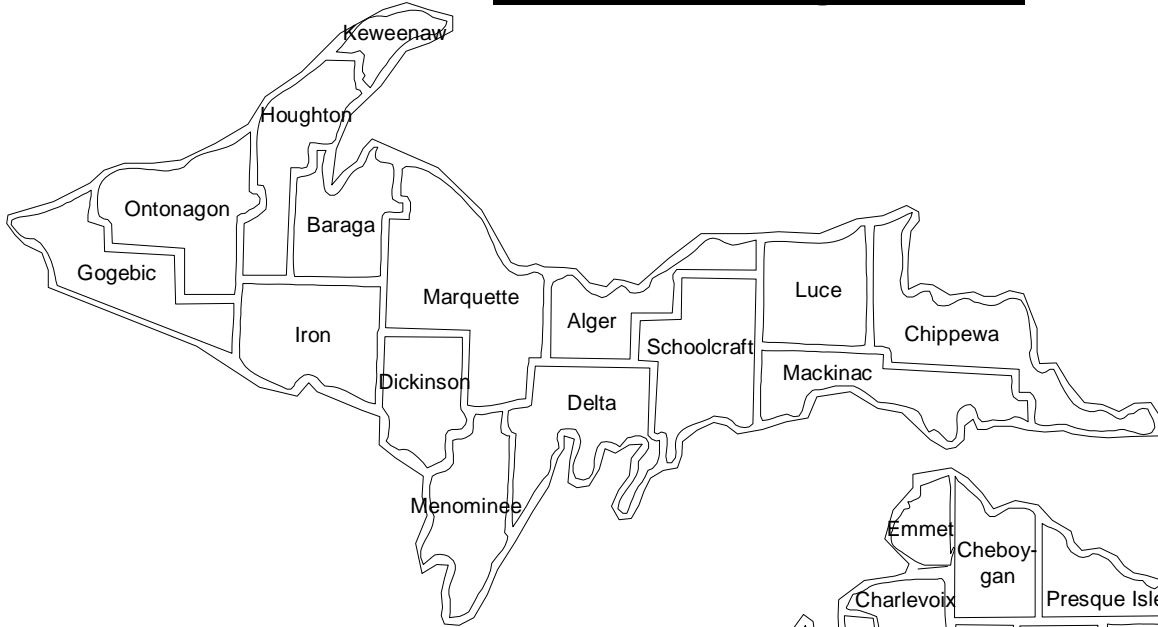 Keweenaw
Houghton
Ontonagon
Baraga
Gogebic
Marquette
Luce
Alger
Iron
Chippewa
Schoolcraft
Mackinac
Dickinson
Delta
Menominee
Emmet
Cheboy-
gan
Charlevoix
Presque Isle